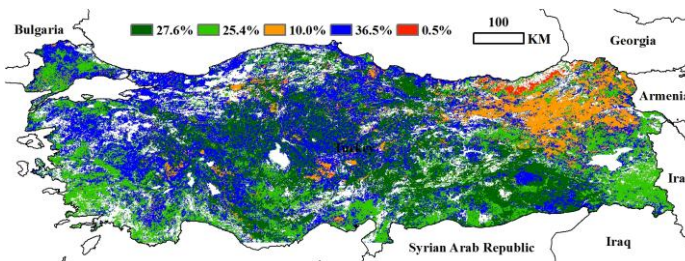 Bulgaria
27.6% 25.4% 10.0% 36.5% 0.5%
100
KM
Georgia
Armenia
Turkey
Ira
Syrian Arab Republic
Iraq